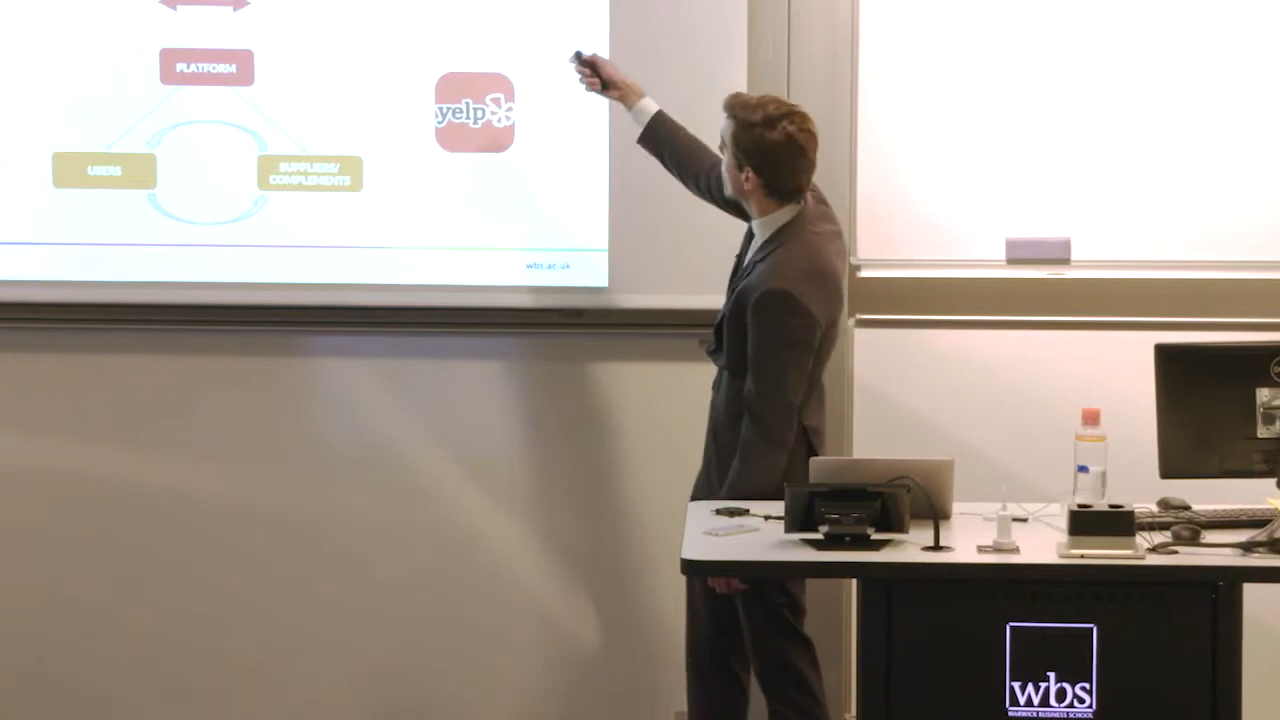 PLATFORM
yelp
USERS
SUPPLIERS/
COMPLEMENTS
wbs.ac.uk
wbs
WARWICK BUSINESS SCHOOL